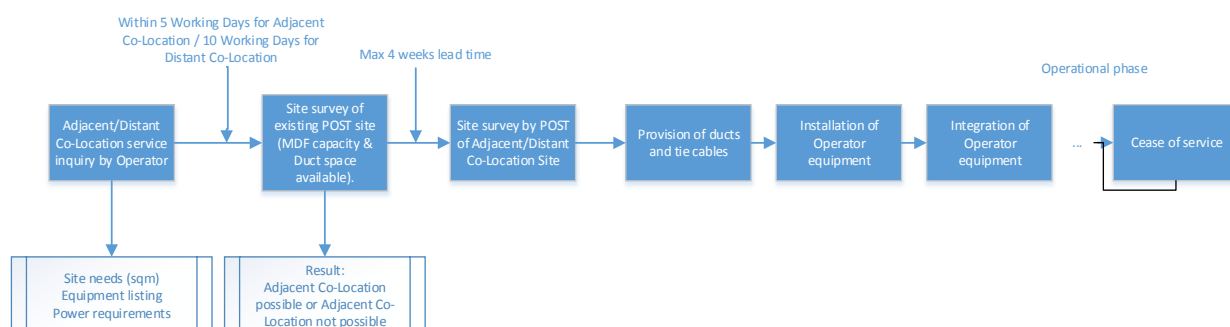 Within 5 Working Days for Adjacent
Co-Location / 10 Working Days for
Distant Co-Location
Max 4 weeks lead time
Operational phase
Adjacent/Distant
Co-Location service
inquiry by Operator
Site survey of
existing POST site
(MDF capacity &
Duct space
available).
Site survey by POST
of Adjacent/Distant
Co-Location Site
Provision of ducts
and tie cables
Installation of
Operator
equipment
Integration of
Operator
equipment
...
Cease of service
Site needs (sqm)
Equipment listing
Power requirements
Result:
Adjacent Co-Location
possible or Adjacent Co-
Location not possible